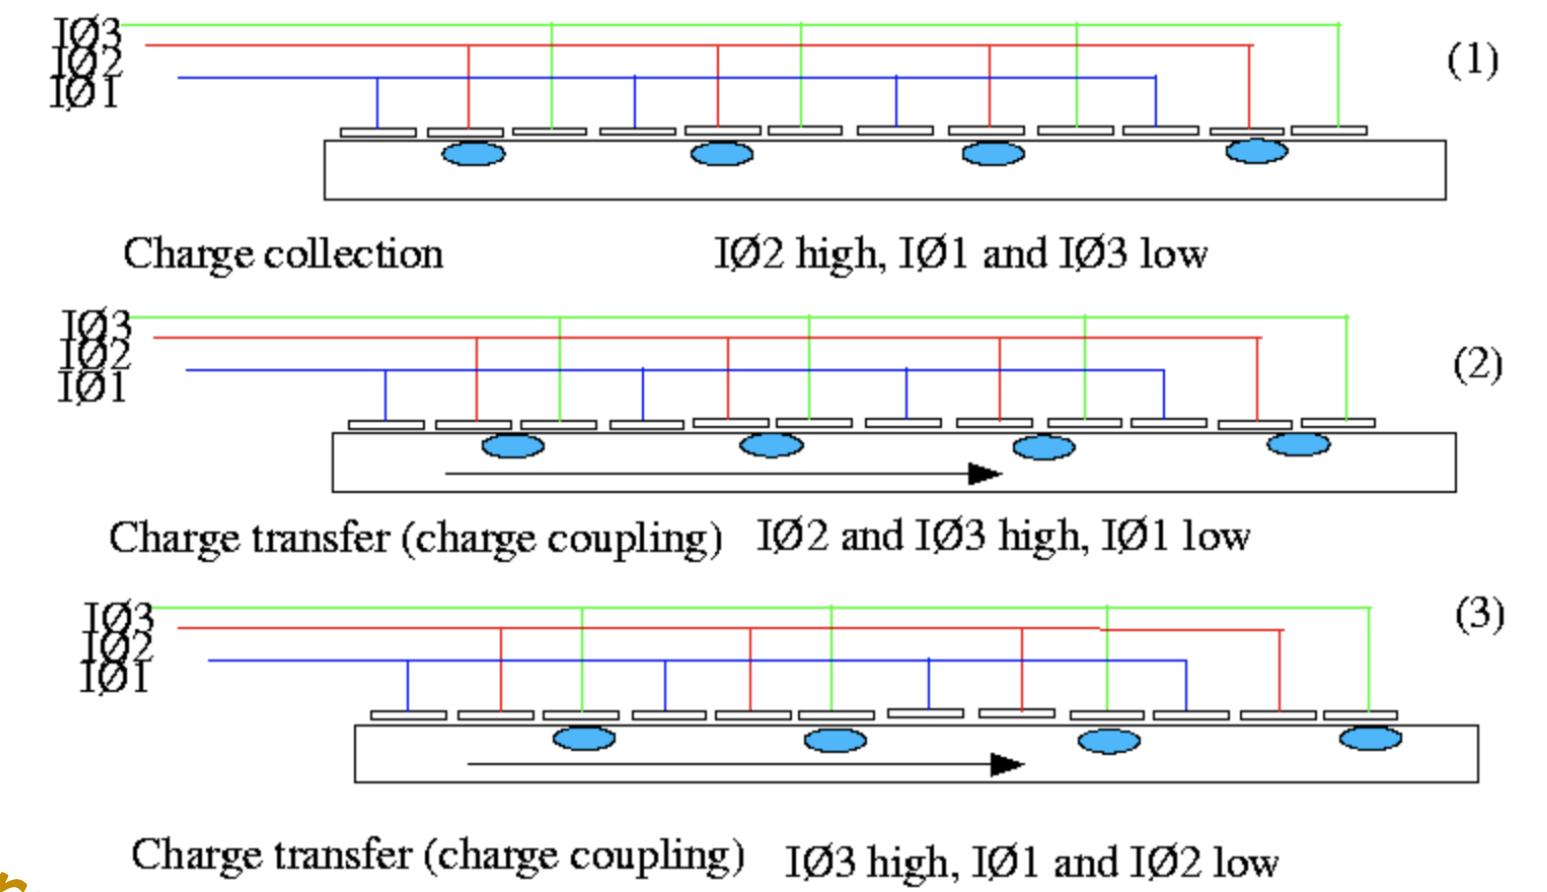 IØ3
IØ2
IØ1
(1)
Charge collection IØ2 high, IØ1 and IØ3 low
IØ3
IØ2
IØ1
(2)
Charge transfer (charge coupling) IØ2 and IØ3 high, IØ1 low
IØ3
IØ2
IØ1
(3)
Charge transfer (charge coupling) IØ3 high, IØ1 and IØ2 low